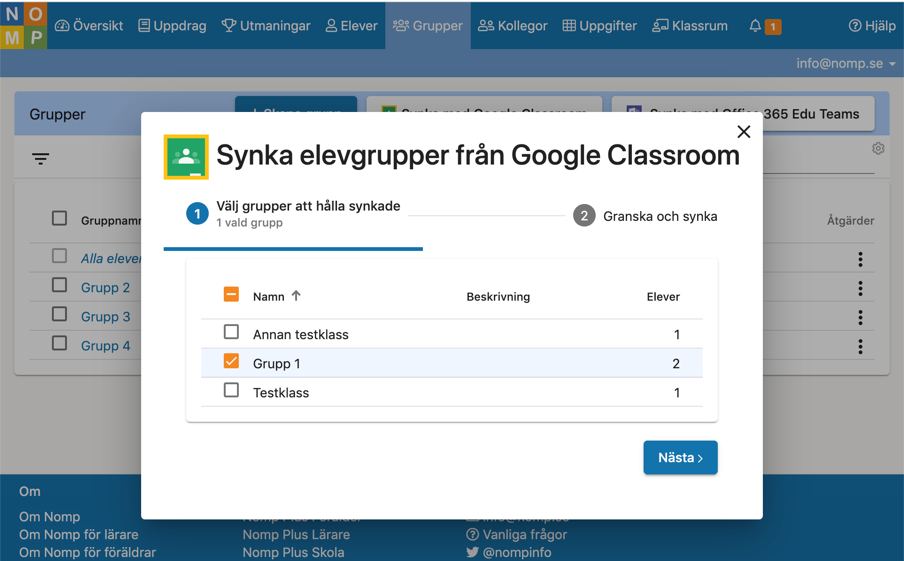 NO
MP
Översikt
Uppdrag
Utmaningar
Elever
Grupper
Kollegor
Uppgifter
Klassrum
1
Hjälp
info@nomp.se
Grupper
365 Edu Teams
Synka elevgrupper från Google Classroom
1
Välj grupper att hålla synkade
1 vald grupp
2
Granska och synka
Åtgärder
Alla
Grupp 2
Grupp 3
Grupp 4
Namn
Beskrivning
Elever
Annan testklass
1
Grupp 1
2
Testklass
1
Nästa
Om
Om Nomp
Om Nomp för lärare
Nomp Plus Lärare
Vanliga frågor
Om Nomp för föräldrar
Nomp Plus Skola
@nompinfo